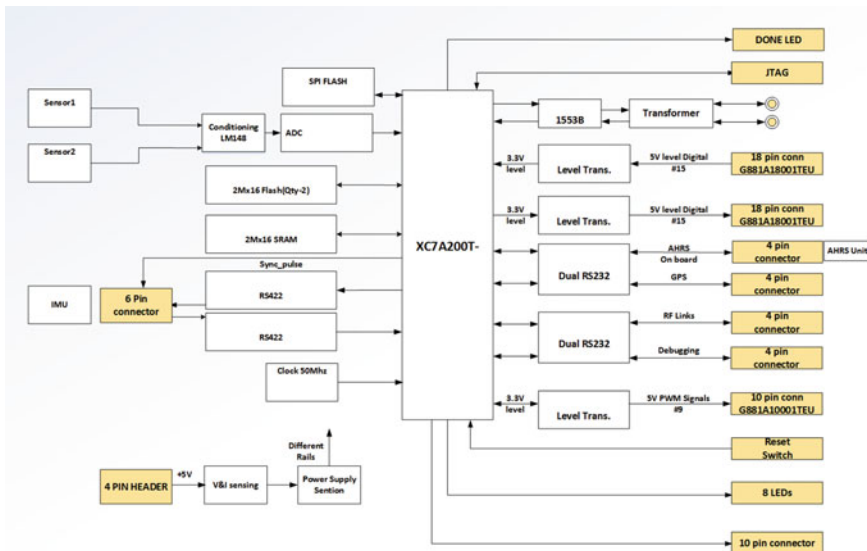 DONE LED
JTAG
SPI FLASH
Sensor1
Sensor2
Conditioning
LM148
ADC
1553B
Transformer
2Mx16 Flash(Qty-2)
2Mx16 SRAM
XC7A200T-
3.3V
level
Level Trans.
5V level Digital
#15
18 pin conn
G881A18001TEU
3.3V
level
Level Trans.
5V level Digital
#15
18 pin conn
G881A18001TEU
Sync_pulse
IMU
6 Pin
connector
RS422
RS422
Dual RS232
AHRS
On board
GPS
4 pin
connector
AHRS Unit
4 pin
connector
Dual RS232
RF Links
Debugging
4 pin
connector
4 pin
connector
Clock 50Mhz
3.3V
level
Level Trans.
5V PWM Signals
#9
10 pin conn
G881A10001TEU
Reset
Switch
4 PIN HEADER
+5V
V&I sensing
Different
Rails
Power Supply
Sention
8 LEDs
10 pin connector